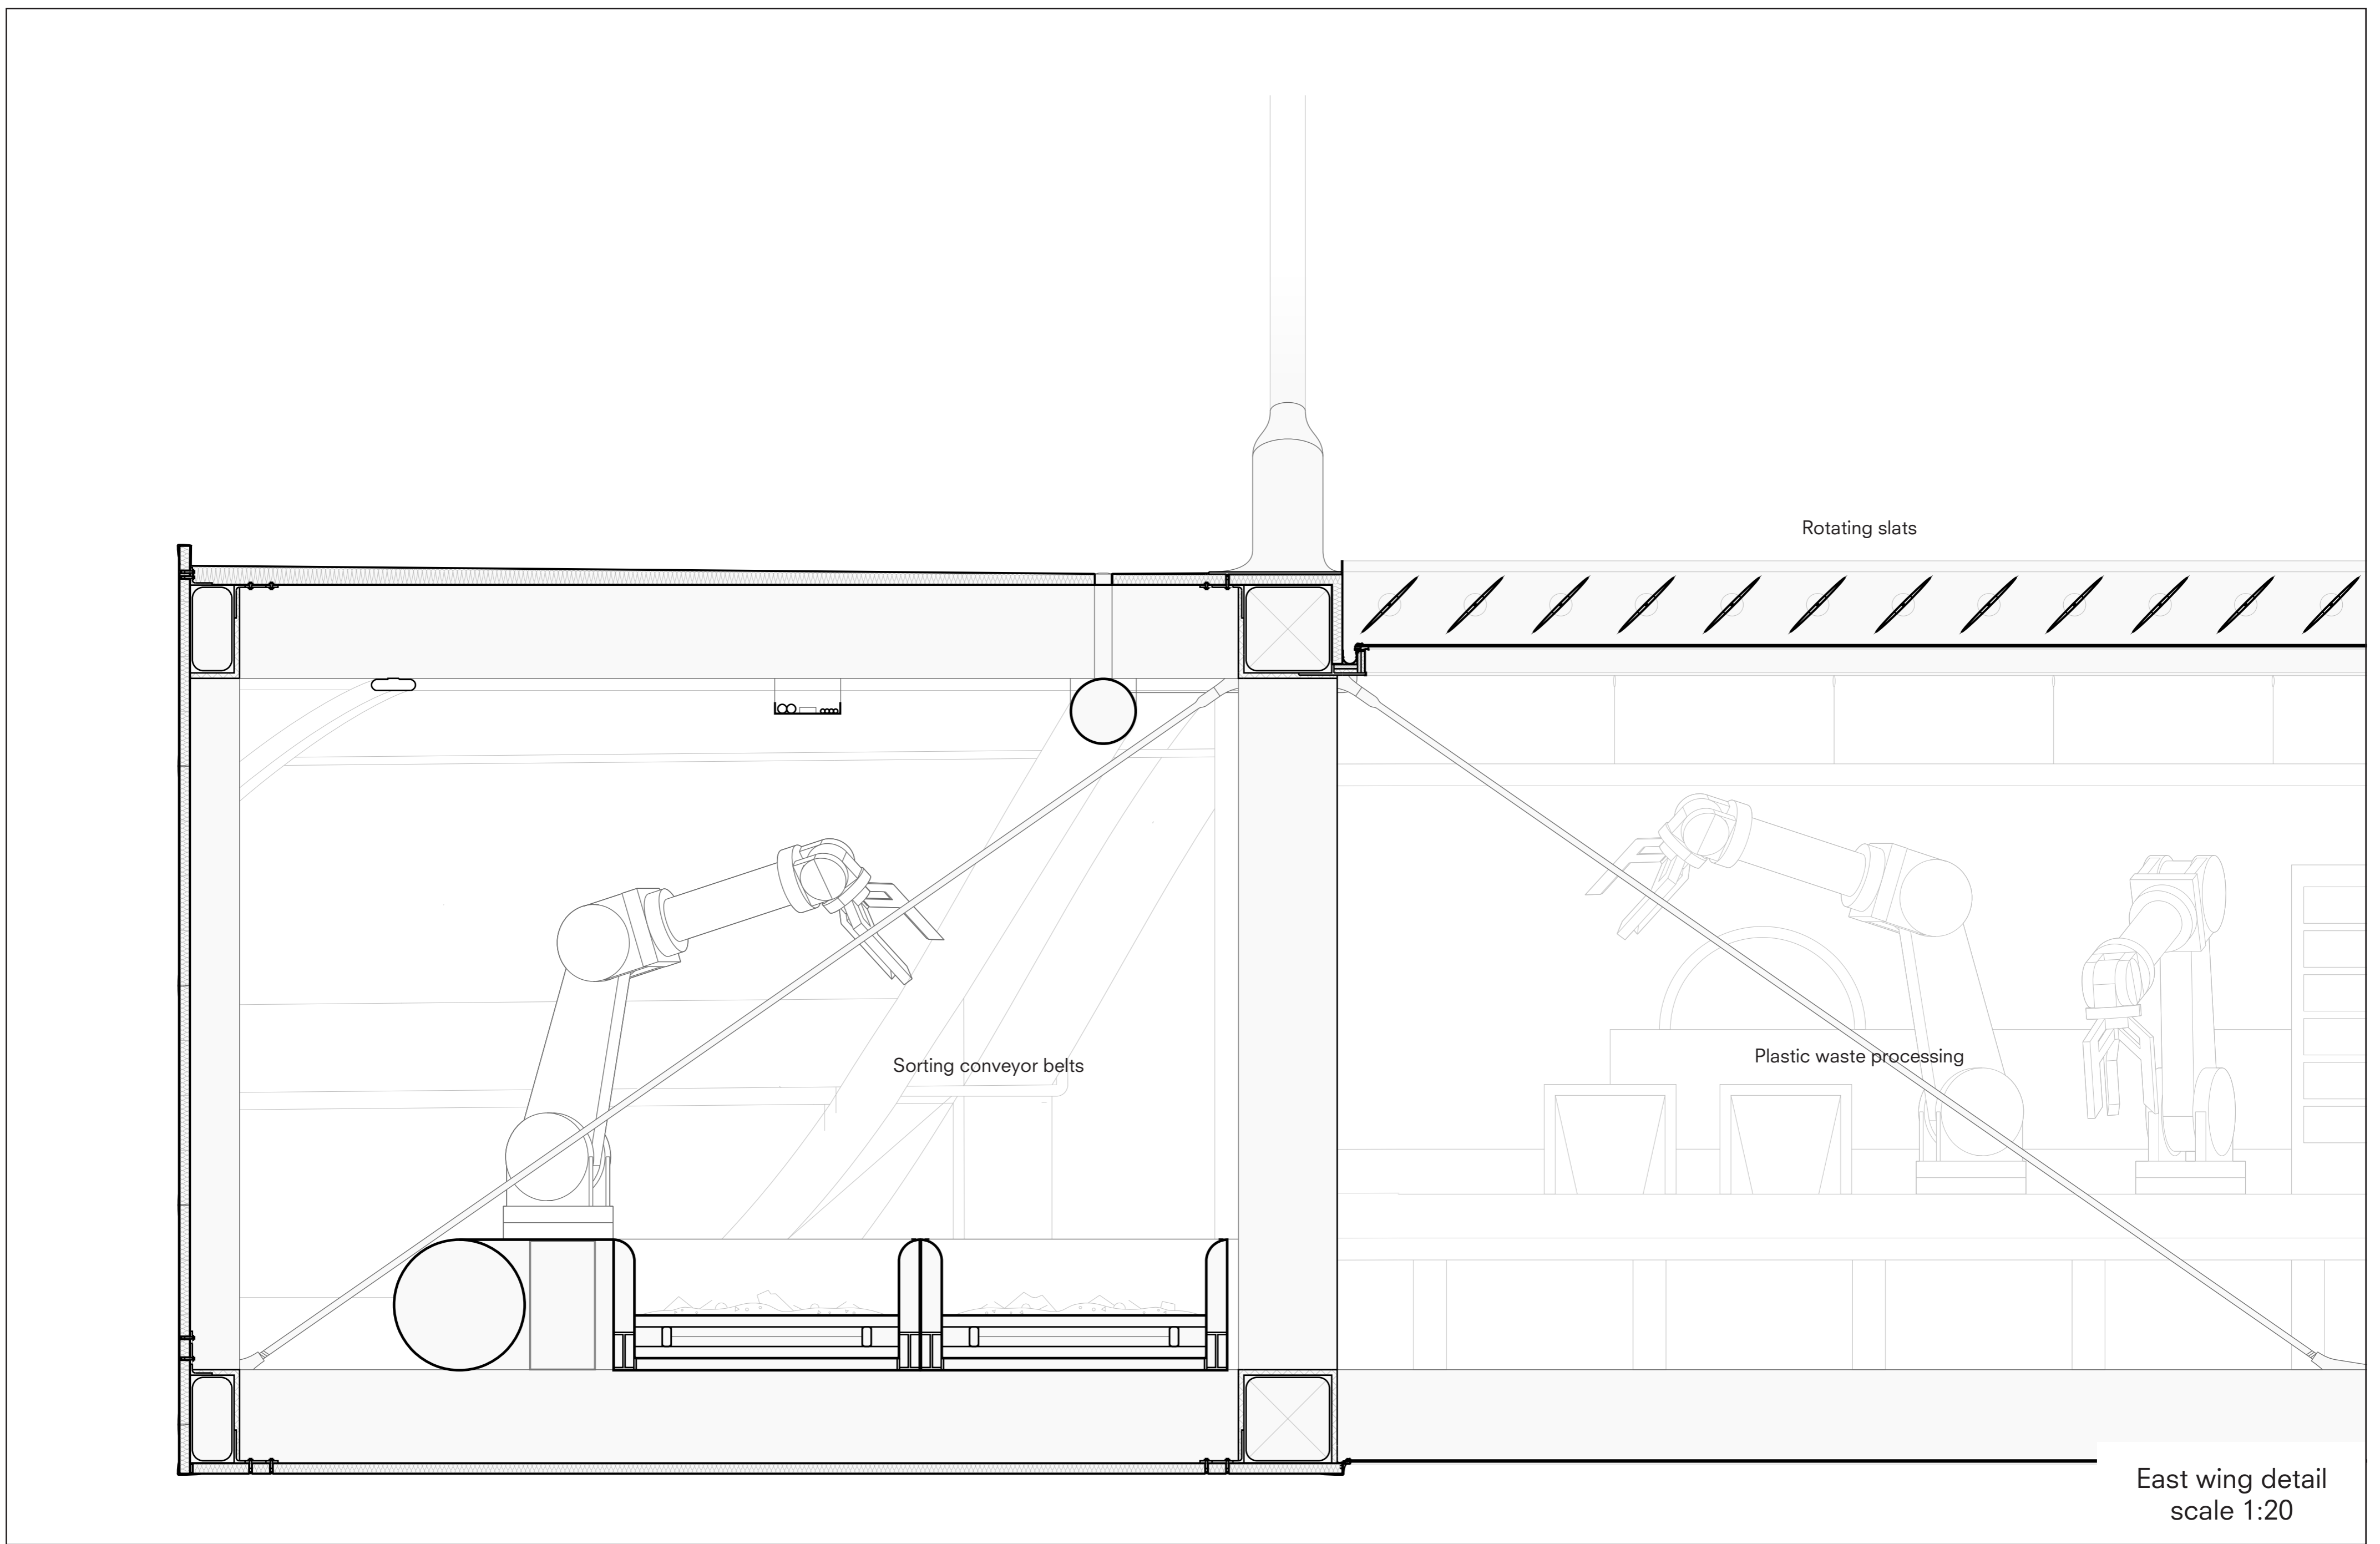 Rotating slats
Sorting conveyor belts
Plastic waste processing
East wing detail
scale 1:20